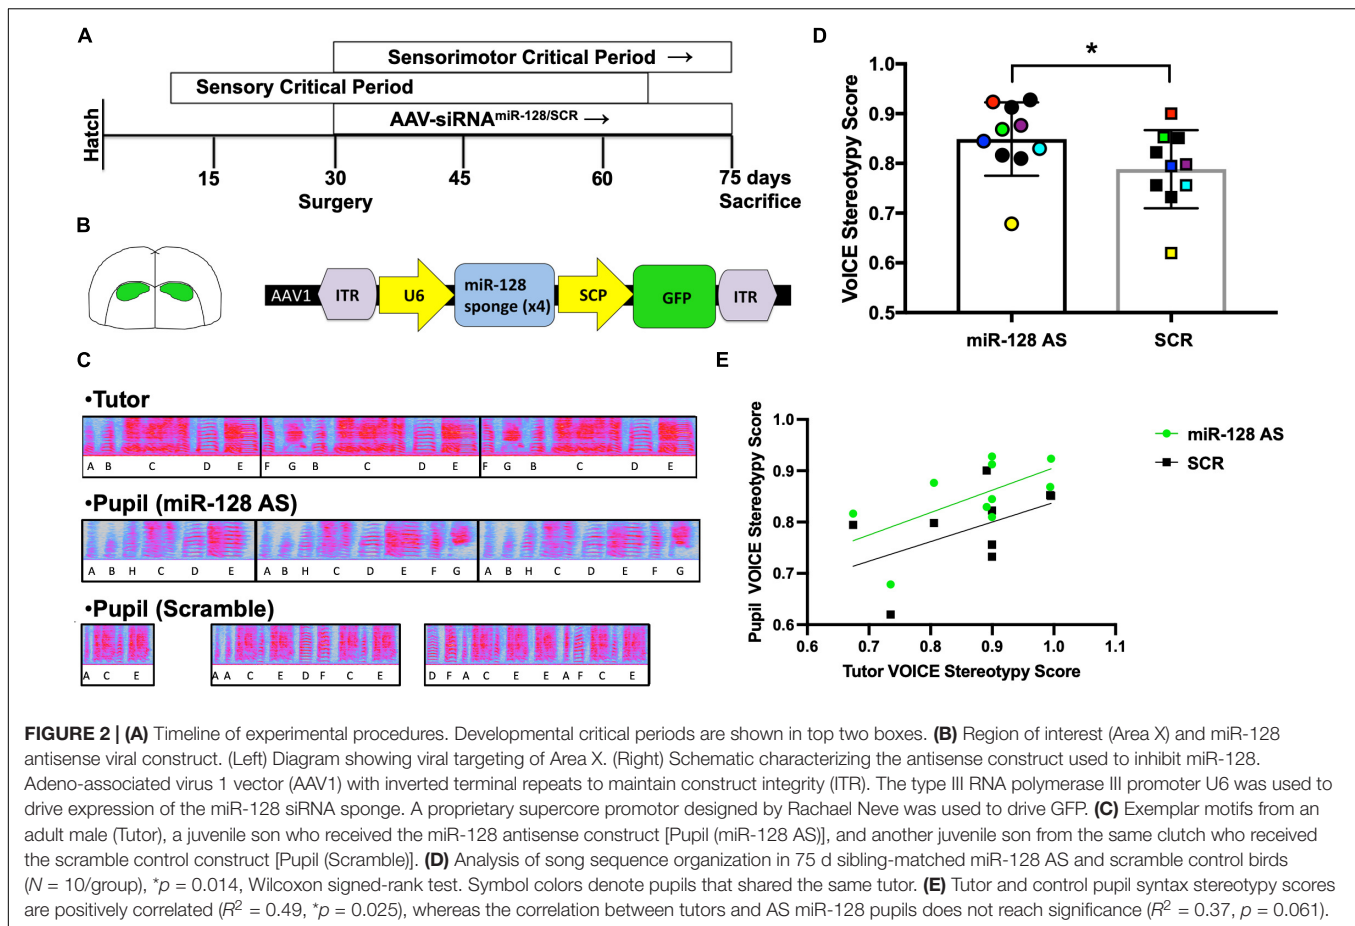 A
Sensorimotor Critical Period →
Sensory Critical Period
AAV-siRNAmiR-128/SCR →
Hatch
15
30
45
60
75 days
Surgery
Sacrifice
B
AAV1
ITR
U6
miR-128
sponge (x4)
SCP
GFP
ITR
C
•Tutor
A B C D E F G B C D E F G B C D E
•Pupil (miR-128 AS)
A B H C D E A B H C D E F G A B H C D E F G
•Pupil (Scramble)
A C E A A C E D F C E D F A C E E A F C E
D
*
VoICE Stereotypy Score
1.0
0.9
0.8
0.7
0.6
0.5
miR-128 AS
SCR
E
Pupil VOICE Stereotypy Score
1.0
0.9
0.8
0.7
0.6
0.6 0.7 0.8 0.9 1.0 1.1
Tutor VOICE Stereotypy Score
miR-128 AS
SCR
FIGURE 2 | (A) Timeline of experimental procedures. Developmental critical periods are shown in top two boxes. (B) Region of interest (Area X) and miR-128
antisense viral construct. (Left) Diagram showing viral targeting of Area X. (Right) Schematic characterizing the antisense construct used to inhibit miR-128.
Adeno-associated virus 1 vector (AAV1) with inverted terminal repeats to maintain construct integrity (ITR). The type III RNA polymerase III promoter U6 was used to
drive expression of the miR-128 siRNA sponge. A proprietary supercore promotor designed by Rachael Neve was used to drive GFP. (C) Exemplar motifs from an
adult male (Tutor), a juvenile son who received the miR-128 antisense construct [Pupil (miR-128 AS)], and another juvenile son from the same clutch who received
the scramble control construct [Pupil (Scramble)]. (D) Analysis of song sequence organization in 75 d sibling-matched miR-128 AS and scramble control birds
(N = 10/group), *p = 0.014, Wilcoxon signed-rank test. Symbol colors denote pupils that shared the same tutor. (E) Tutor and control pupil syntax stereotypy scores
are positively correlated (R2 = 0.49, *p = 0.025), whereas the correlation between tutors and AS miR-128 pupils does not reach significance (R2 = 0.37, p = 0.061).